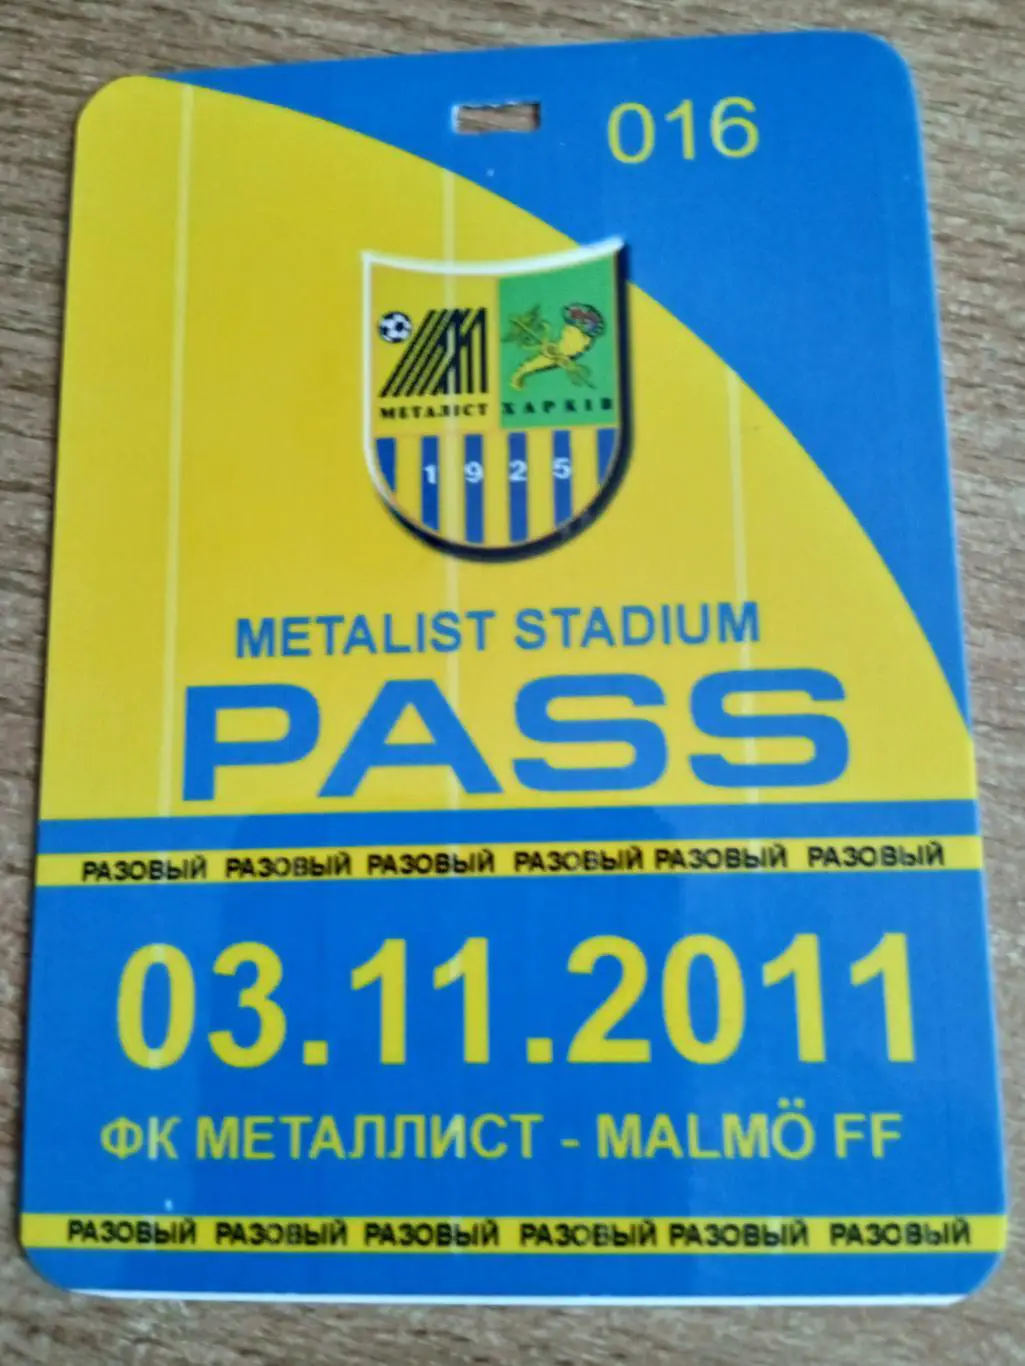 016
МЕТАЛІСТ ХАРКІВ
1925
METALIST STADIUM
PASS
РАЗОВЫЙ РАЗОВЫЙ РАЗОВЫЙ РАЗОВЫЙ РАЗОВЫЙ РАЗОВЫЙ
03.11.2011
ФК МЕТАЛЛИСТ - MALMÖ FF
РАЗОВЫЙ РАЗОВЫЙ РАЗОВЫЙ РАЗОВЫЙ РАЗОВЫЙ РАЗОВЫЙ